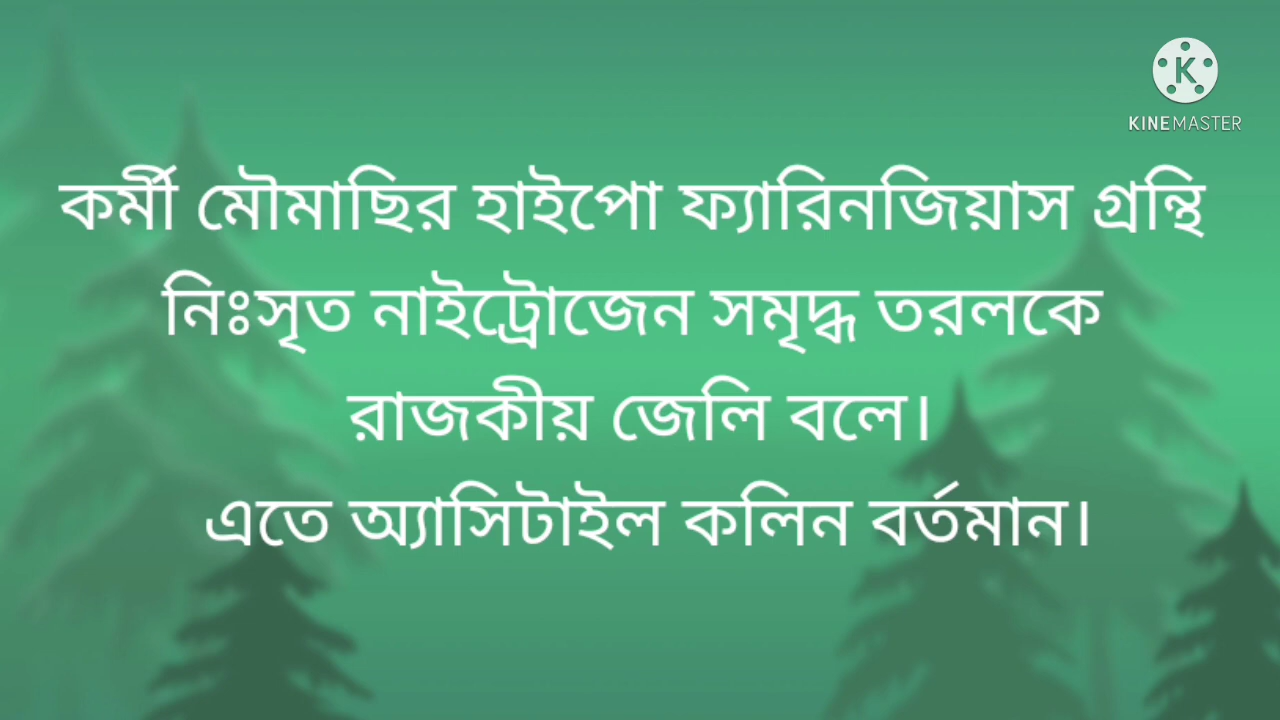 KINEMASTER
কর্মী মৌমাছির হাইপো ফ্যারিনজিয়াস গ্রন্থি
নিঃসৃত নাইট্রোজেন সমৃদ্ধ তরলকে
রাজকীয় জেলি বলে।
এতে অ্যাসিটাইল কলিন বর্তমান।